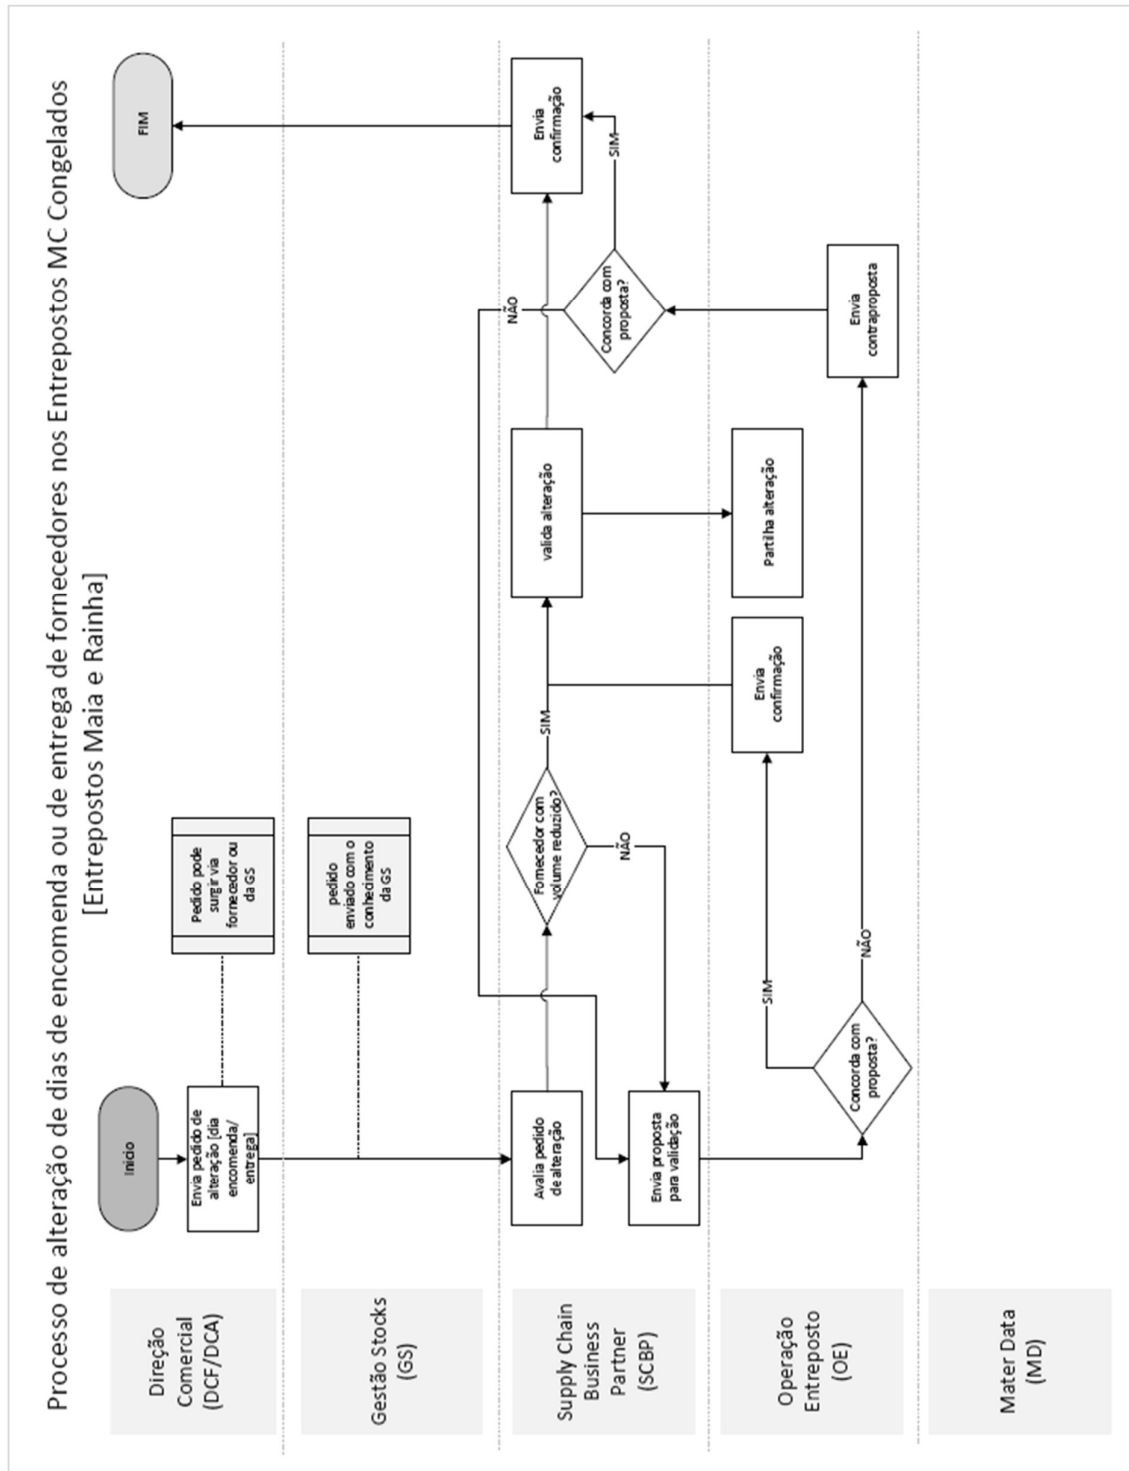 Processo de alteração de dias de encomenda ou de entrega de fornecedores nos Entrepostos MC Congelados
[Entrepostos Maia e Rainha]
Direção
Comercial
(DCF/DCA)
Início
Envia pedido de
alteração [dia
encomenda/
entrega]
Pedido pode
surgir via
fornecedor ou
da GS
FIM
Gestão Stocks
(GS)
pedido
enviado com o
conhecimento
da GS
Supply Chain
Business
Partner
(SCBP)
Avalia pedido
de alteração
Fornecedor com
volume reduzido?
SIM
NÃO
valida alteração
Envia
confirmação
Envia proposta
para validação
Concorda com
proposta?
NÃO
SIM
Operação
Entreposto
(OE)
Concorda com
proposta?
SIM
NÃO
Envia
confirmação
Partilha alteração
Envia
contraproposta
Mater Data
(MD)